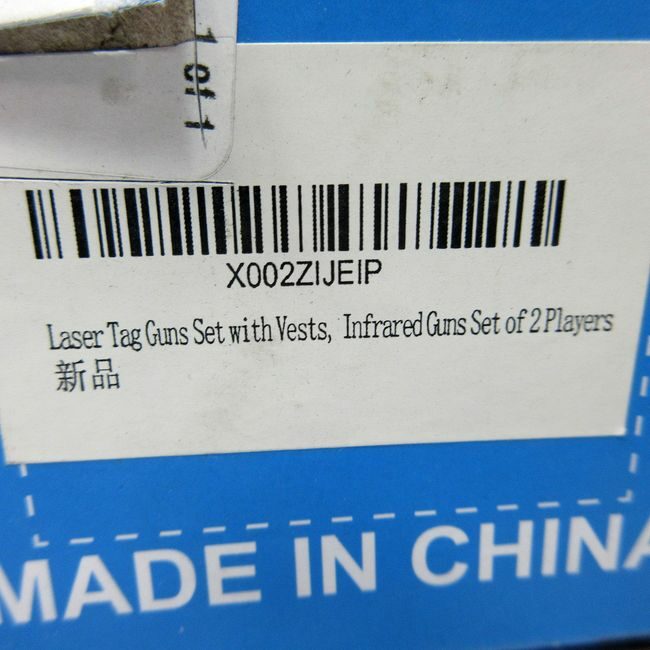 1 of 1
X002ZIJEIP
Laser Tag Guns Set with Vests, Infrared Guns Set of 2 Players
新品
MADE IN CHINA